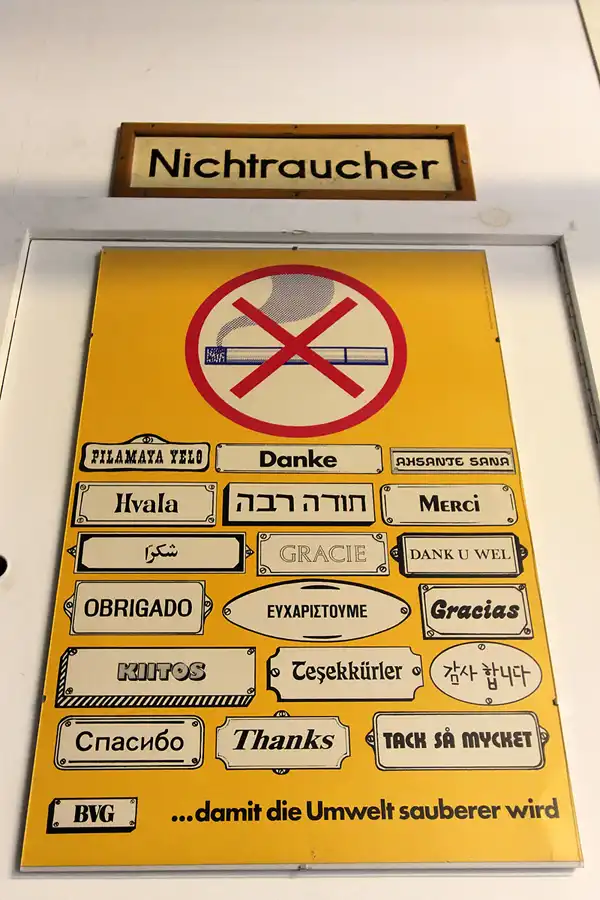 Nichtraucher
PILAMAYA YELO
Danke
AHSANTE SANA
Hvala
תודה רבה
MERCI
شكرًا
GRACIE
DANK U WEL
OBRIGADO
ΕΥΧΑΡΙΣΤΟΥΜΕ
Gracias
KIITOS
Teşekkürler
감사 합니다
Спасибо
Thanks
TACK SÅ MYCKET
BVG
...damit die Umwelt sauberer wird